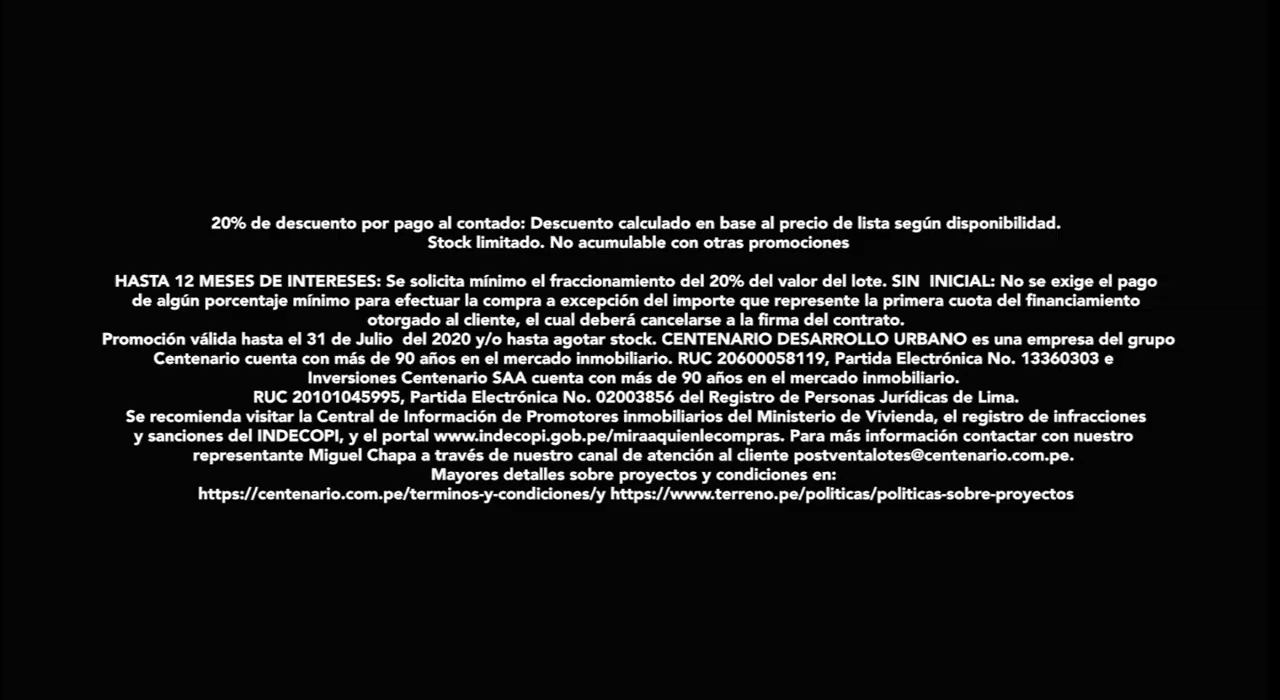 20% de descuento por pago al contado: Descuento calculado en base al precio de lista según disponibilidad.
Stock limitado. No acumulable con otras promociones
HASTA 12 MESES DE INTERESES: Se solicita mínimo el fraccionamiento del 20% del valor del lote. SIN  INICIAL: No se exige el pago
de algún porcentaje mínimo para efectuar la compra a excepción del importe que represente la primera cuota del financiamiento
otorgado al cliente, el cual deberá cancelarse a la firma del contrato.
Promoción válida hasta el 31 de Julio  del 2020 y/o hasta agotar stock. CENTENARIO DESARROLLO URBANO es una empresa del grupo
Centenario cuenta con más de 90 años en el mercado inmobiliario. RUC 20600058119, Partida Electrónica No. 13360303 e
Inversiones Centenario SAA cuenta con más de 90 años en el mercado inmobiliario.
RUC 20101045995, Partida Electrónica No. 02003856 del Registro de Personas Jurídicas de Lima.
Se recomienda visitar la Central de Información de Promotores inmobiliarios del Ministerio de Vivienda, el registro de infracciones
y sanciones del INDECOPI, y el portal www.indecopi.gob.pe/miraaquienlecompras. Para más información contactar con nuestro
representante Miguel Chapa a través de nuestro canal de atención al cliente postventalotes@centenario.com.pe.
Mayores detalles sobre proyectos y condiciones en:
https://centenario.com.pe/terminos-y-condiciones/y https://www.terreno.pe/politicas/politicas-sobre-proyectos